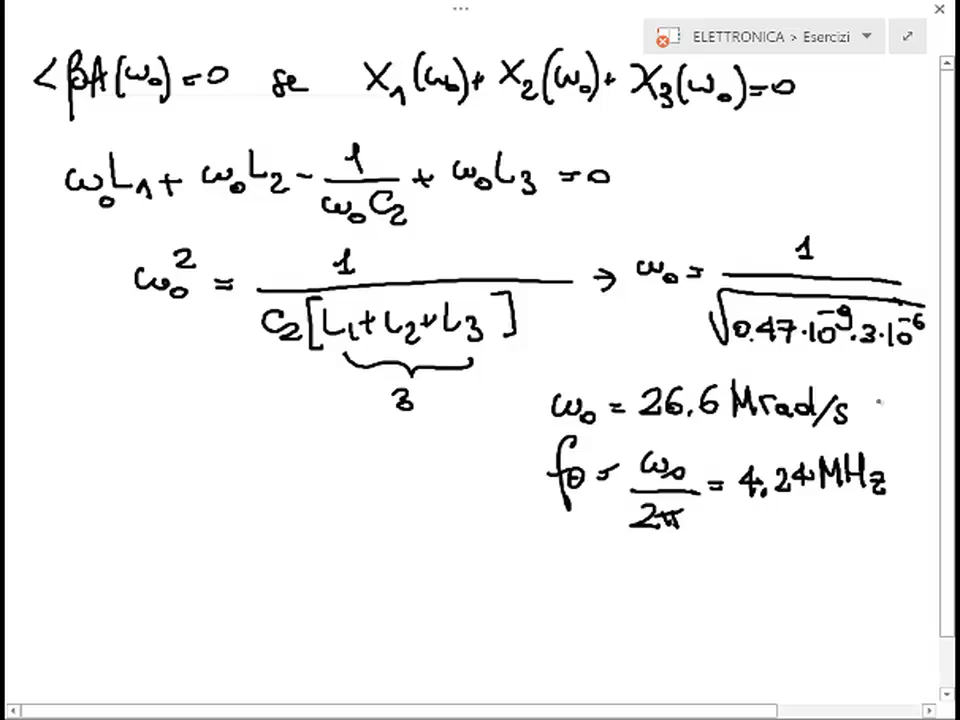 ELETTRONICA > Esercizi
<βA(ω₀)=0 se X₁(ω₀)+X₂(ω₀)+X₃(ω₀)=0
ω₀L₁+ω₀L₂-1/(ω₀C₂)+ω₀L₃=0
ω₀²=1/(C₂[L₁+L₂+L₃]) → ω₀=1/√(0.47·10⁻⁹·3·10⁻⁶)
3
ω₀=26.6 Mrad/s
f₀=ω₀/2π=4.24MHz